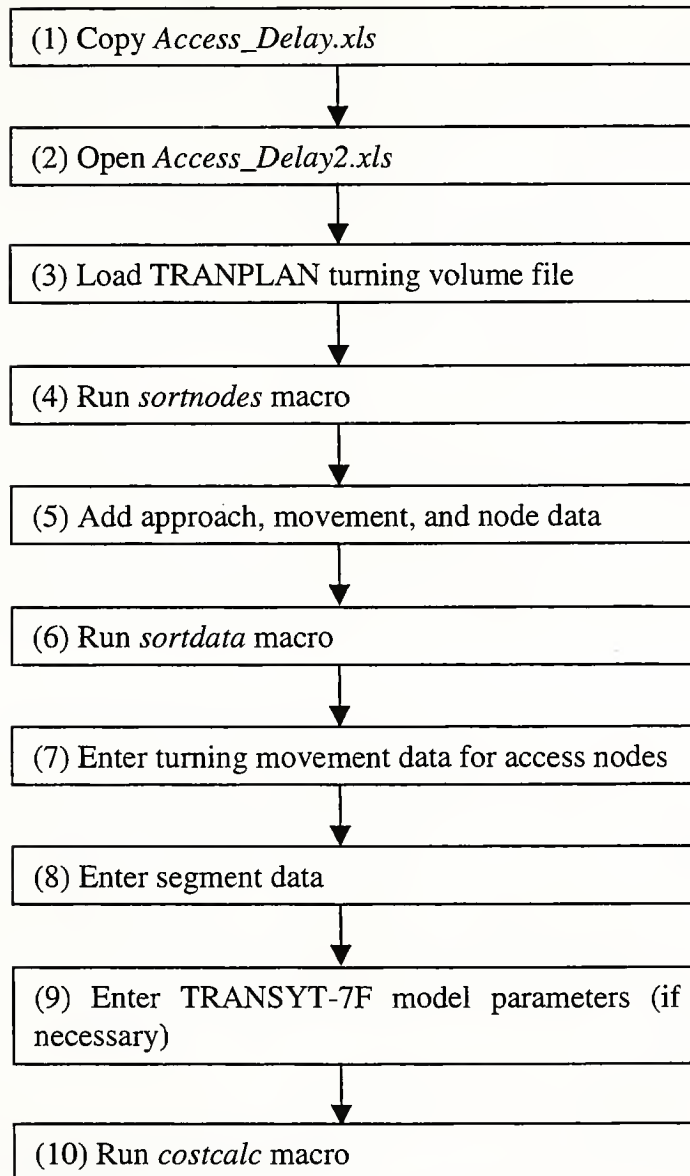 (1) Copy Access_Delay.xls
(2) Open Access_Delay2.xls
(3) Load TRANPLAN turning volume file
(4) Run sortnodes macro
(5) Add approach, movement, and node data
(6) Run sortdata macro
(7) Enter turning movement data for access nodes
(8) Enter segment data
(9) Enter TRANSYT-7F model parameters (if
necessary)
(10) Run costcalc macro